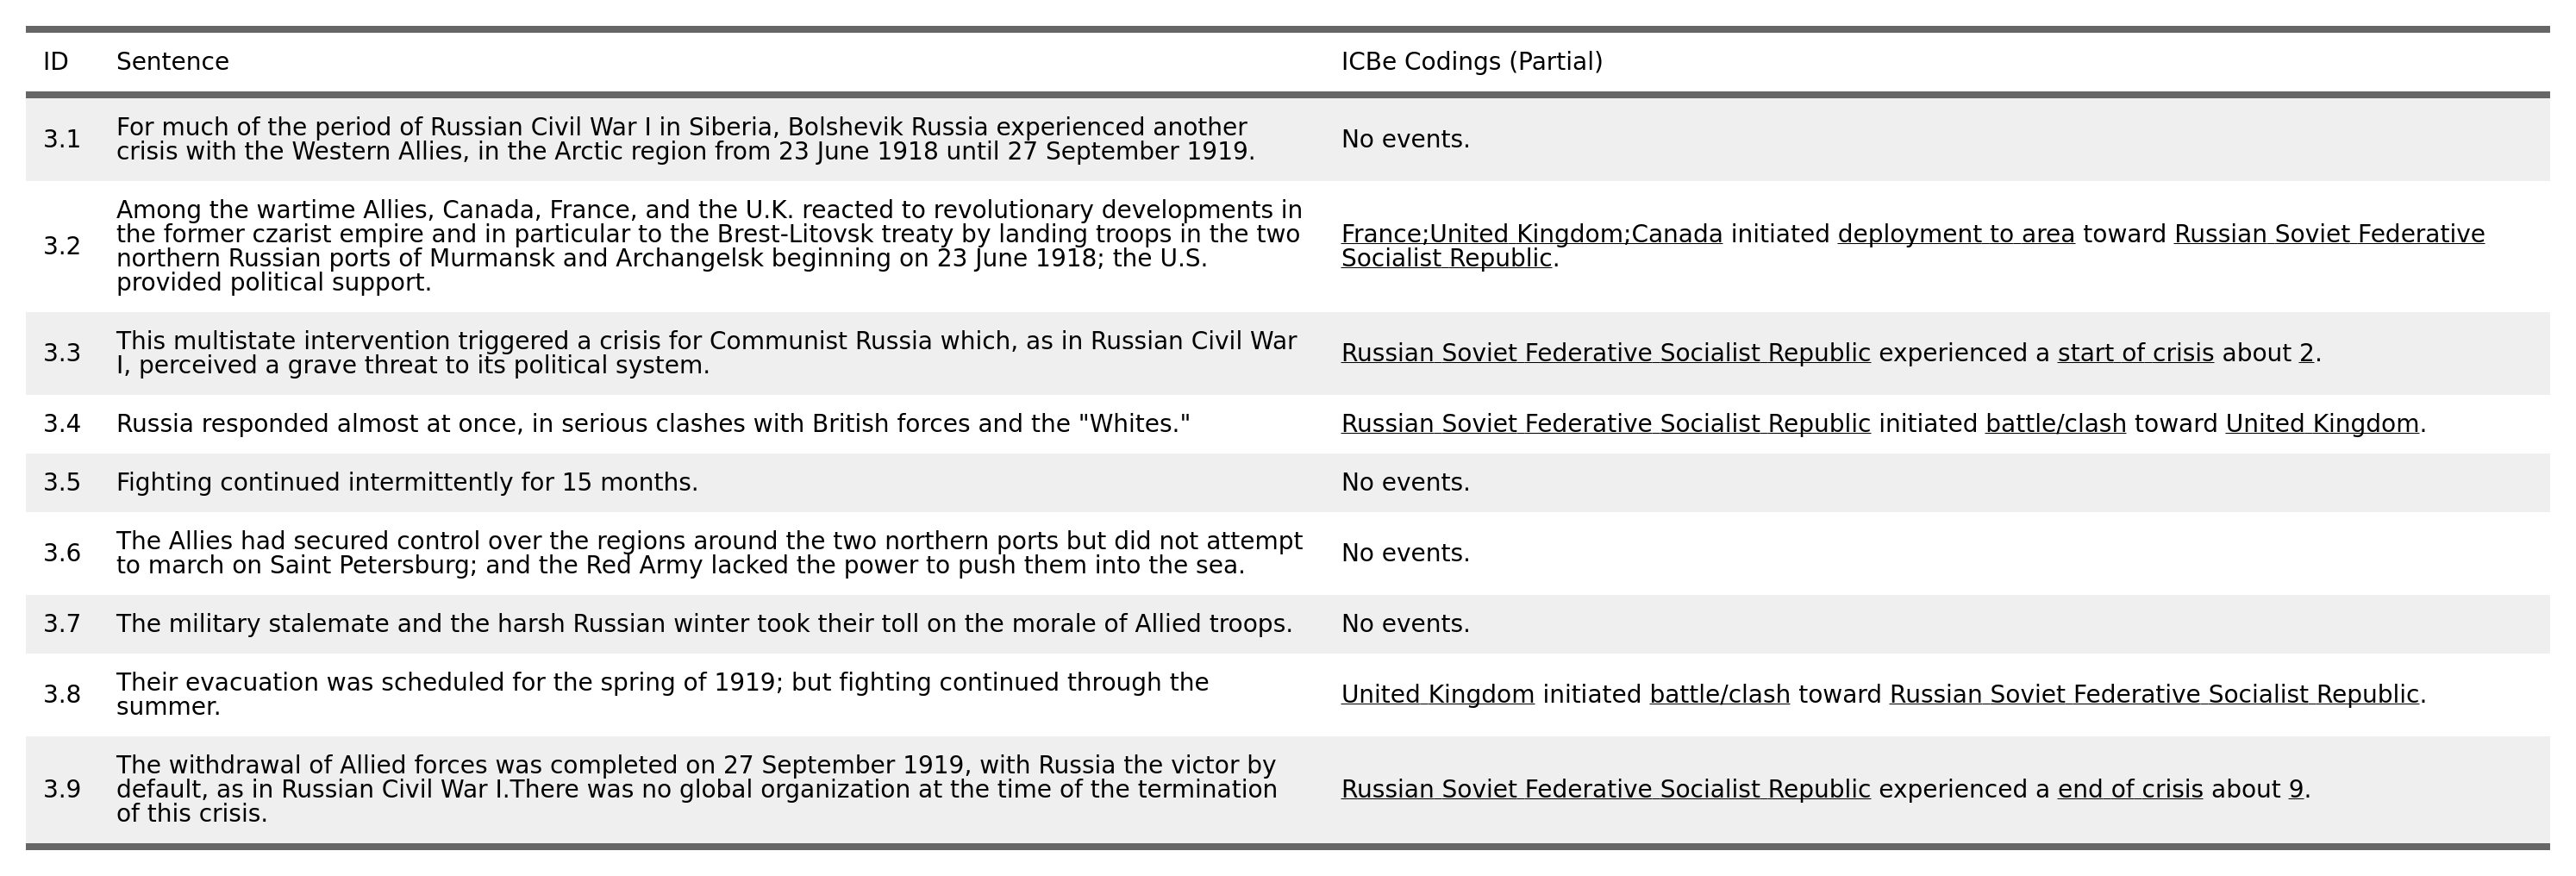 ID Sentence ICBe Codings (Partial)
3.1 For much of the period of Russian Civil War I in Siberia, Bolshevik Russia experienced another
crisis with the Western Allies, in the Arctic region from 23 June 1918 until 27 September 1919.
No events.
3.2 Among the wartime Allies, Canada, France, and the U.K. reacted to revolutionary developments in
the former czarist empire and in particular to the Brest-Litovsk treaty by landing troops in the two
northern Russian ports of Murmansk and Archangelsk beginning on 23 June 1918; the U.S.
provided political support.
France;United Kingdom;Canada initiated deployment to area toward Russian Soviet Federative
Socialist Republic.
3.3 This multistate intervention triggered a crisis for Communist Russia which, as in Russian Civil War
I, perceived a grave threat to its political system.
Russian Soviet Federative Socialist Republic experienced a start of crisis about 2.
3.4 Russia responded almost at once, in serious clashes with British forces and the "Whites."
Russian Soviet Federative Socialist Republic initiated battle/clash toward United Kingdom.
3.5 Fighting continued intermittently for 15 months.
No events.
3.6 The Allies had secured control over the regions around the two northern ports but did not attempt
to march on Saint Petersburg; and the Red Army lacked the power to push them into the sea.
No events.
3.7 The military stalemate and the harsh Russian winter took their toll on the morale of Allied troops.
No events.
3.8 Their evacuation was scheduled for the spring of 1919; but fighting continued through the
summer.
United Kingdom initiated battle/clash toward Russian Soviet Federative Socialist Republic.
3.9 The withdrawal of Allied forces was completed on 27 September 1919, with Russia the victor by
default, as in Russian Civil War I.There was no global organization at the time of the termination
of this crisis.
Russian Soviet Federative Socialist Republic experienced a end of crisis about 9.